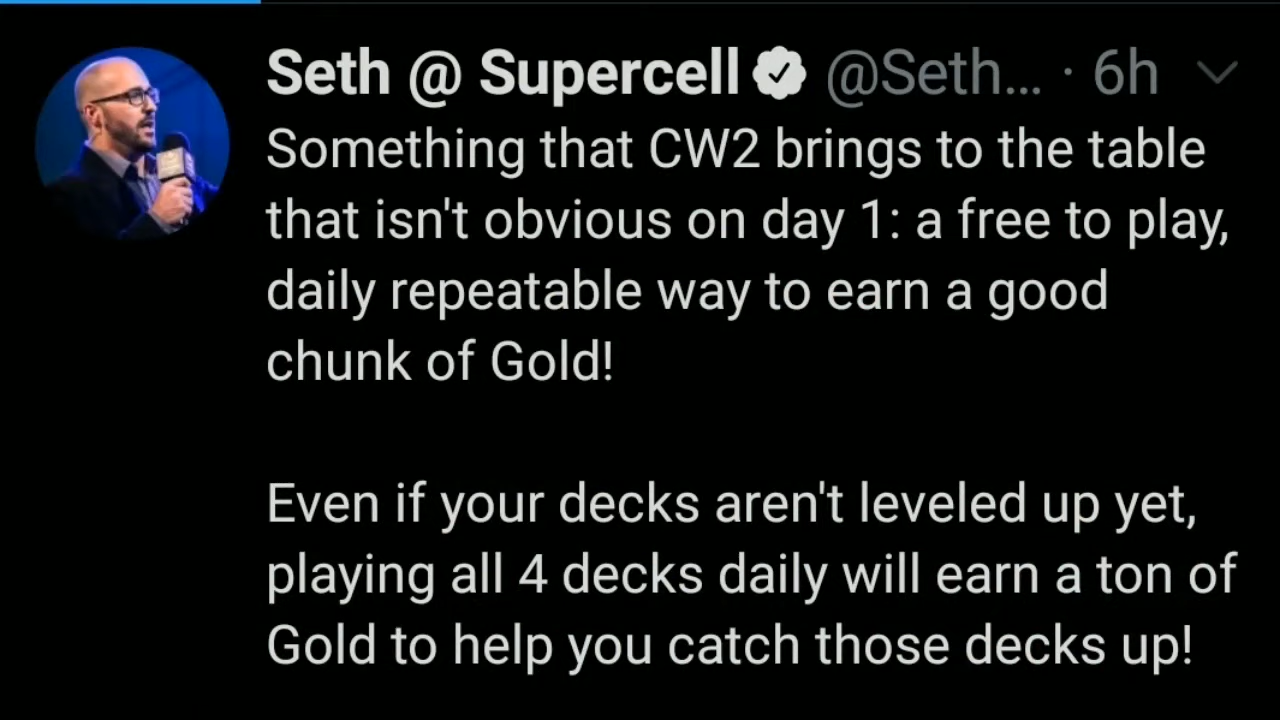 Seth @ Supercell @Seth... · 6h
Something that CW2 brings to the table
that isn't obvious on day 1: a free to play,
daily repeatable way to earn a good
chunk of Gold!
Even if your decks aren't leveled up yet,
playing all 4 decks daily will earn a ton of
Gold to help you catch those decks up!